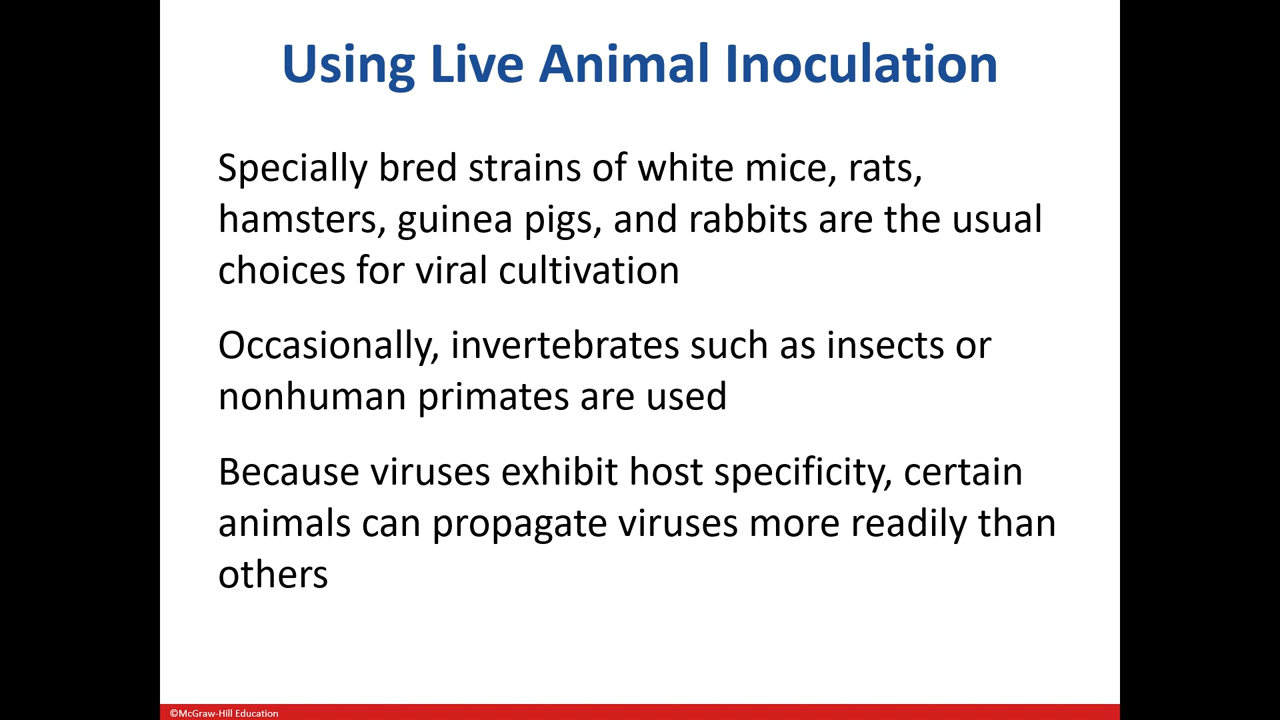 Using Live Animal Inoculation
Specially bred strains of white mice, rats,
hamsters, guinea pigs, and rabbits are the usual
choices for viral cultivation
Occasionally, invertebrates such as insects or
nonhuman primates are used
Because viruses exhibit host specificity, certain
animals can propagate viruses more readily than
others
©McGraw-Hill Education